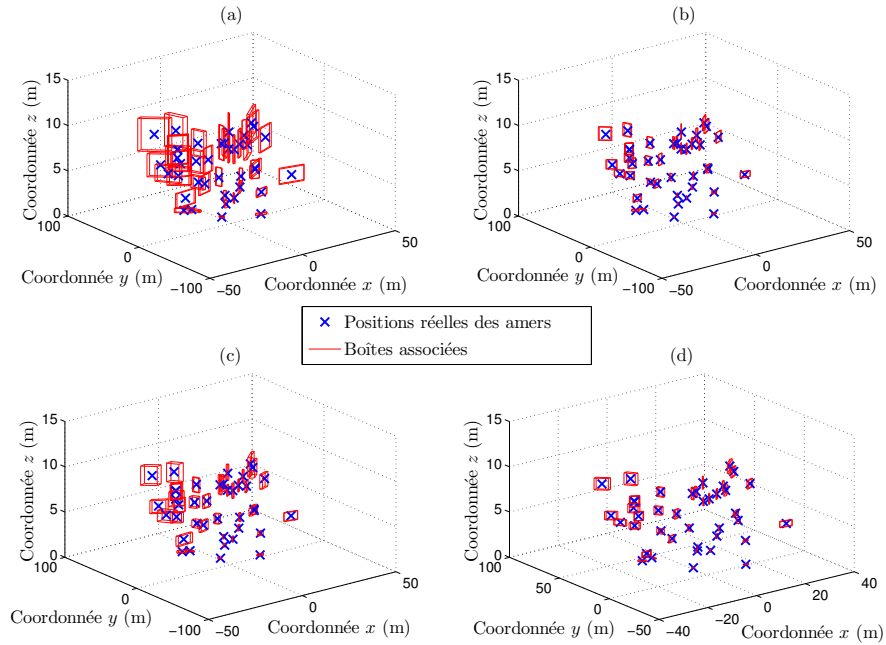 (a)
15
10
5
0
100
0
−100
−50
0
50
Coordonnée z (m)
Coordonnée y (m)
Coordonnée x (m)
(b)
15
10
5
0
100
0
−100
−50
0
50
Coordonnée z (m)
Coordonnée y (m)
Coordonnée x (m)
Positions réelles des amers
Boîtes associées
(c)
15
10
5
0
100
0
−100
−50
0
50
Coordonnée z (m)
Coordonnée y (m)
Coordonnée x (m)
(d)
15
10
5
0
100
50
0
−50
−40
−20
0
20
40
Coordonnée z (m)
Coordonnée y (m)
Coordonnée x (m)